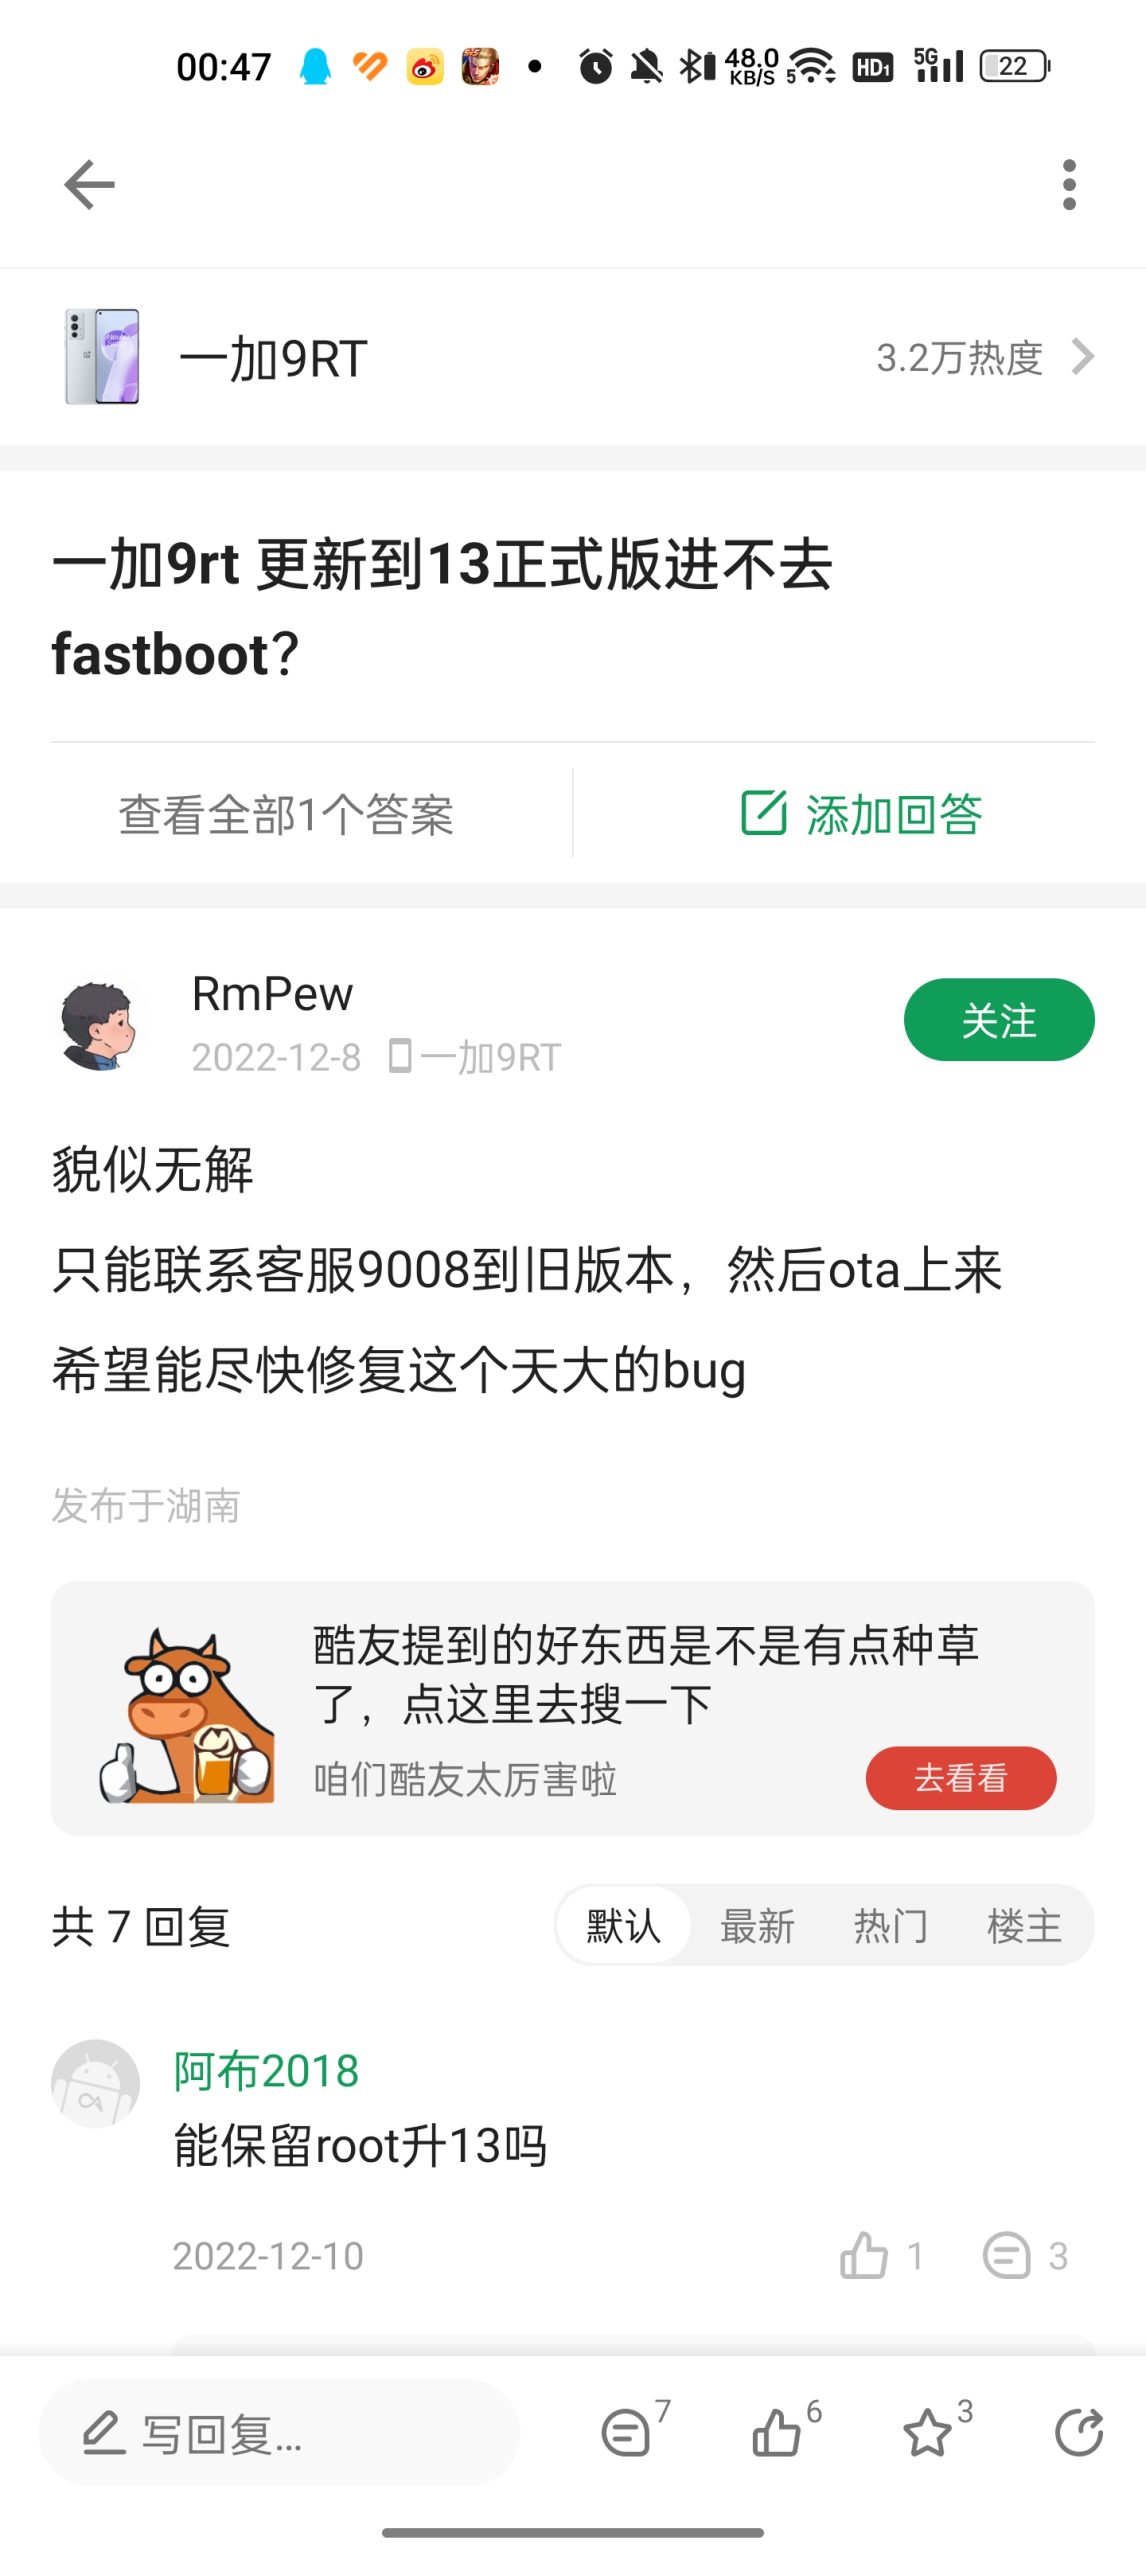 00:47
48.0
KB/S
5
HD1
5G
22
一加9RT
3.2万热度
一加9rt 更新到13正式版进不去
fastboot？
查看全部1个答案
添加回答
RmPew
2022-12-8 一加9RT
关注
貌似无解
只能联系客服9008到旧版本，然后ota上来
希望能尽快修复这个天大的bug
发布于湖南
酷友提到的好东西是不是有点种草
了，点这里去搜一下
咱们酷友太厉害啦
去看看
共 7 回复
默认 最新 热门 楼主
阿布2018
能保留root升13吗
2022-12-10
1
3
写回复...
7
6
3